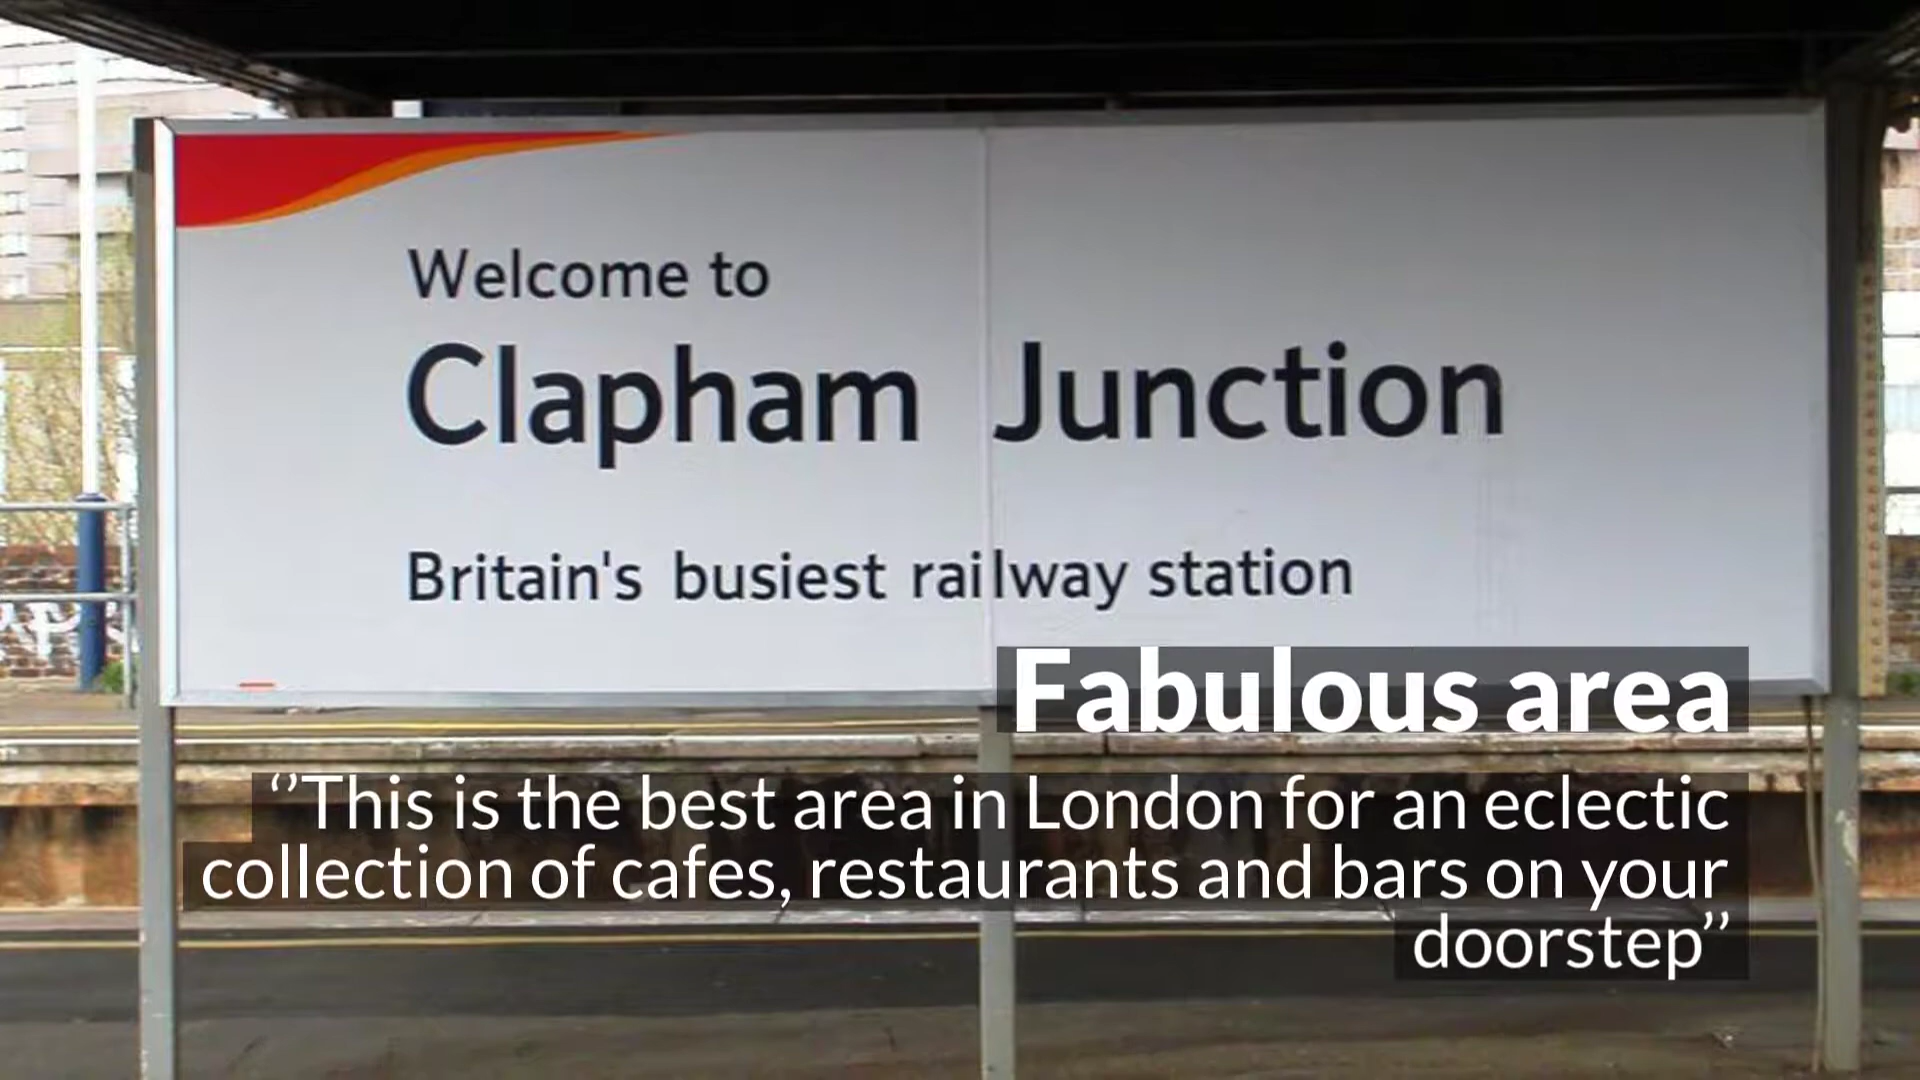 Welcome to
Clapham Junction
Britain's busiest railway station
Fabulous area
‘’This is the best area in London for an eclectic
collection of cafes, restaurants and bars on your
doorstep’’